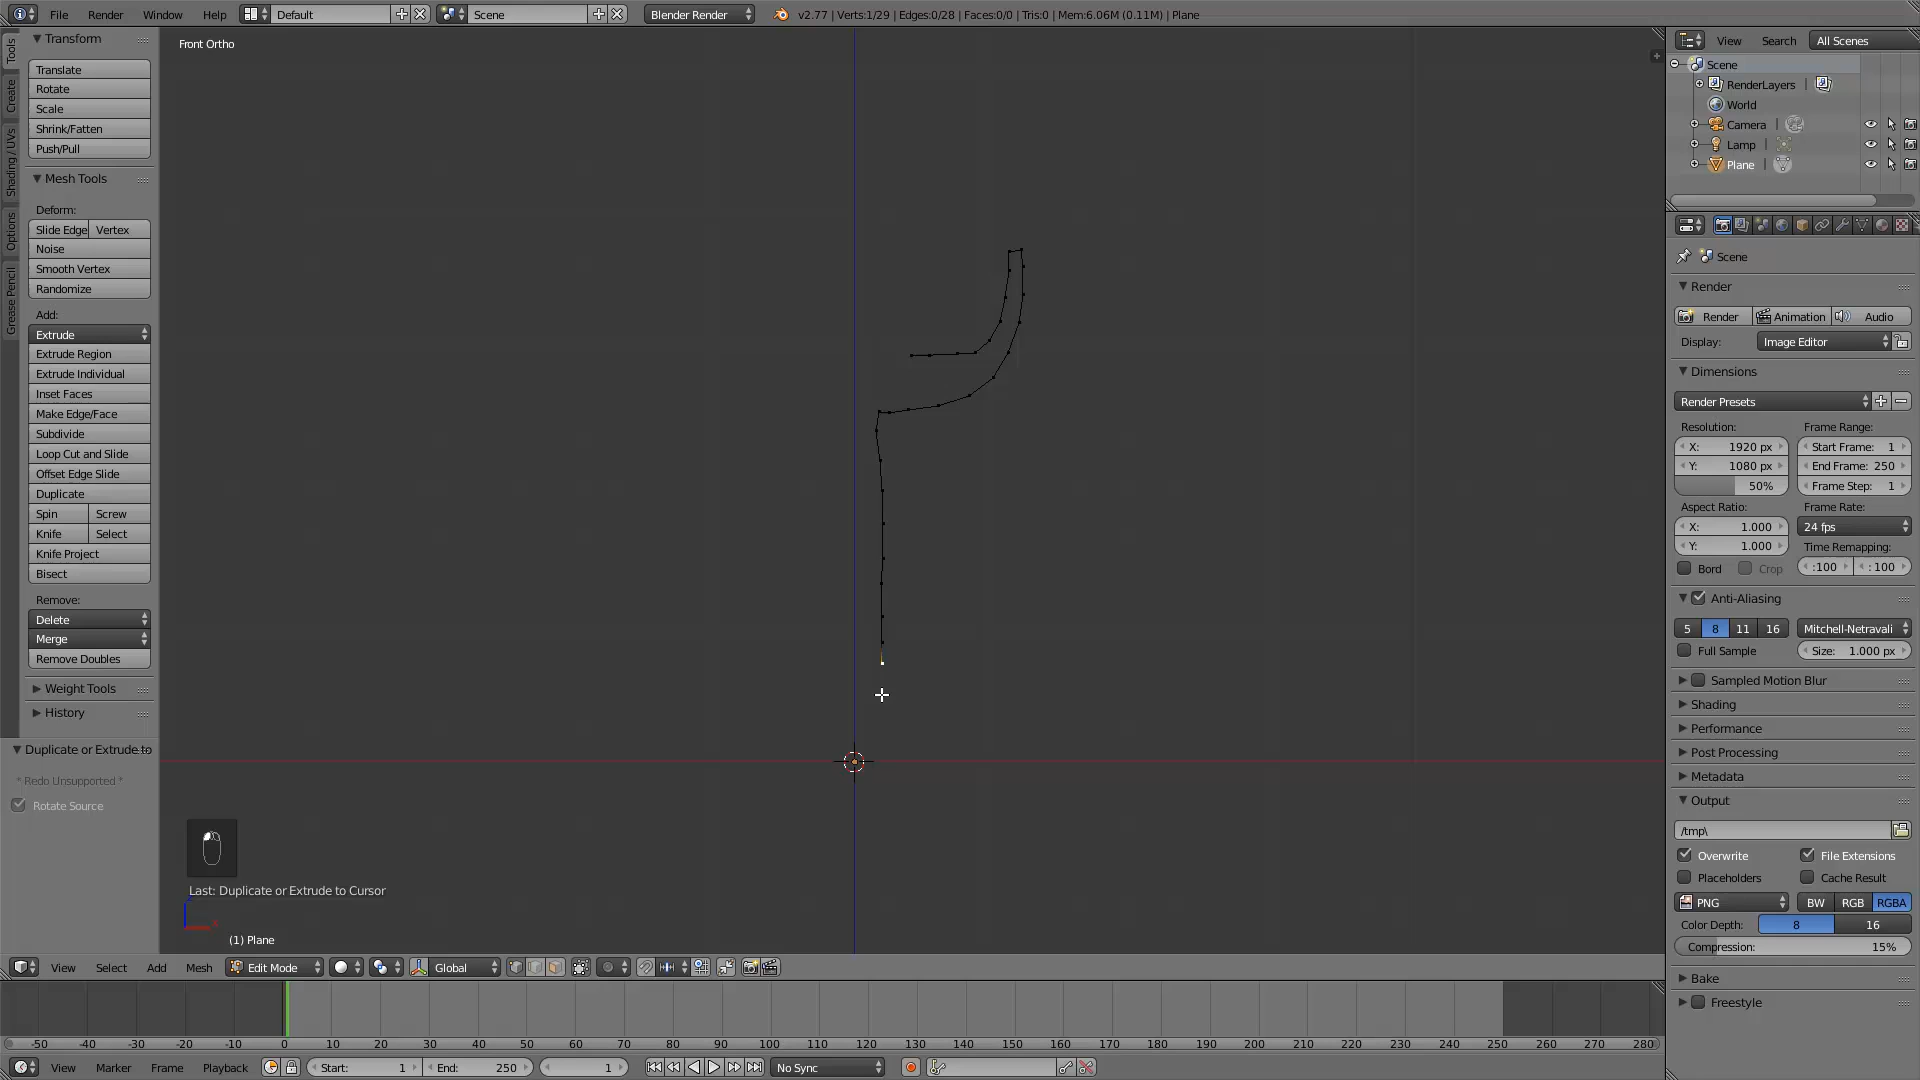 File Render Window Help Default Scene Blender Render v2.77 | Verts:1/29 | Edges:0/28 | Faces:0/0 | Tris:0 | Mem:6.06M (0.11M) | Plane
Tools
Create
Shading / UVs
Options
Grease Pencil
Transform
Translate
Rotate
Scale
Shrink/Fatten
Push/Pull
Mesh Tools
Deform:
Slide Edge Vertex
Noise
Smooth Vertex
Randomize
Add:
Extrude
Extrude Region
Extrude Individual
Inset Faces
Make Edge/Face
Subdivide
Loop Cut and Slide
Offset Edge Slide
Duplicate
Spin Screw
Knife Select
Knife Project
Bisect
Remove:
Delete
Merge
Remove Doubles
Weight Tools
History
Duplicate or Extrude to
* Redo Unsupported *
Rotate Source
Front Ortho
Last: Duplicate or Extrude to Cursor
(1) Plane
View Select Add Mesh Edit Mode Global
-50 -40 -30 -20 -10 0 10 20 30 40 50 60 70 80 90 100 110 120 130 140 150 160 170 180 190 200 210 220 230 240 250 260 270 280
View Marker Frame Playback Start: 1 End: 250 1 No Sync
View Search All Scenes
Scene
RenderLayers |
World
Camera |
Lamp |
Plane |
Scene
Render
Render Animation Audio
Display: Image Editor
Dimensions
Render Presets
Resolution: Frame Range:
X: 1920 px Start Frame: 1
Y: 1080 px End Frame: 250
50% Frame Step: 1
Aspect Ratio: Frame Rate:
X: 1.000 24 fps
Y: 1.000 Time Remapping:
Bord Crop :100 : 100
Anti-Aliasing
5 8 11 16 Mitchell-Netravali
Full Sample Size: 1.000 px
Sampled Motion Blur
Shading
Performance
Post Processing
Metadata
Output
/tmp\
Overwrite File Extensions
Placeholders Cache Result
PNG BW RGB RGBA
Color Depth: 8 16
Compression: 15%
Bake
Freestyle